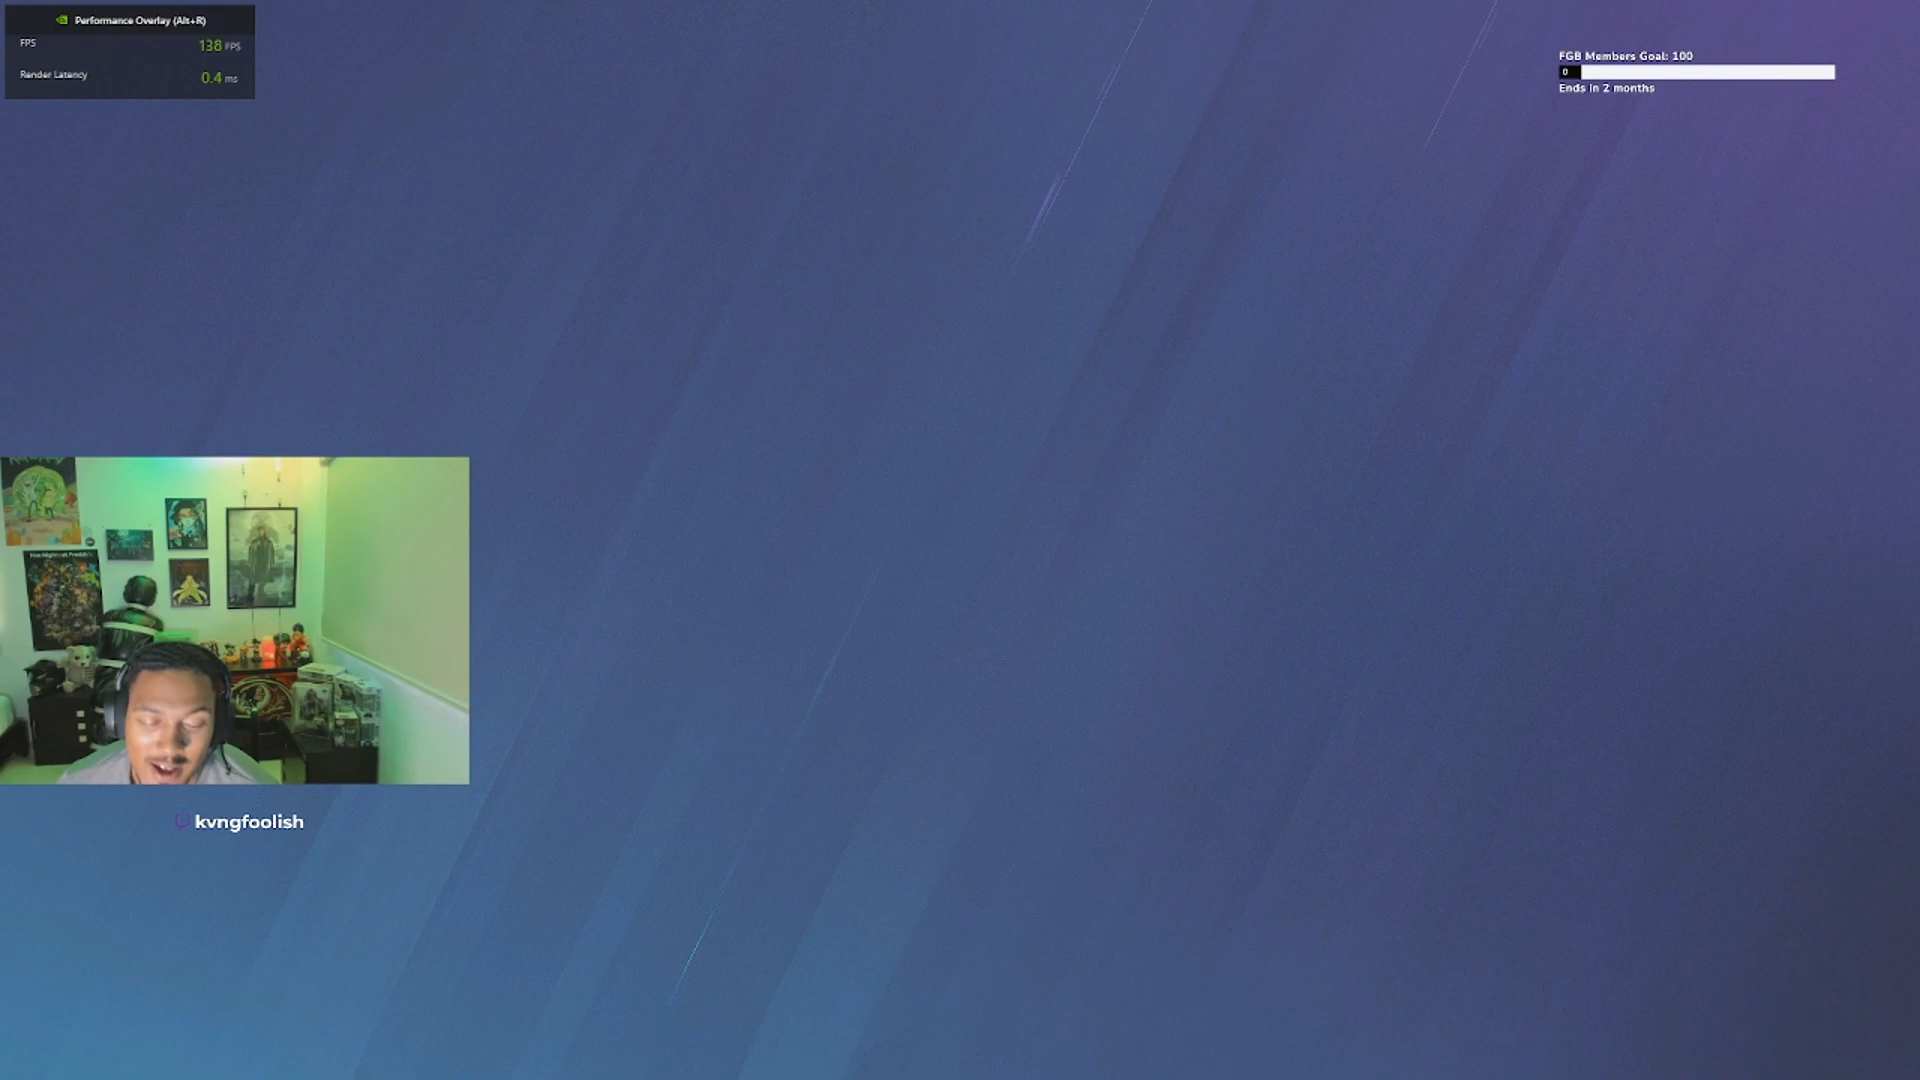 Performance Overlay (Alt+R)
FPS
138 FPS
Render Latency
0.4 ms
FGB Members Goal: 100
0
Ends in 2 months
kvngfoolish